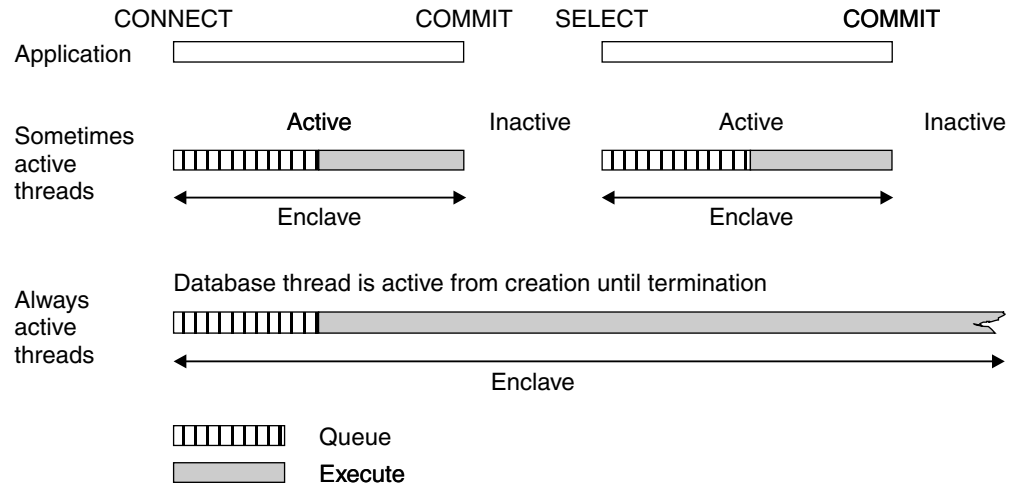 CONNECT COMMIT SELECT COMMIT
Application
Active Inactive Active Inactive
Sometimes
active
threads
Enclave Enclave
Database thread is active from creation until termination
Always
active
threads
Enclave
Queue
Execute